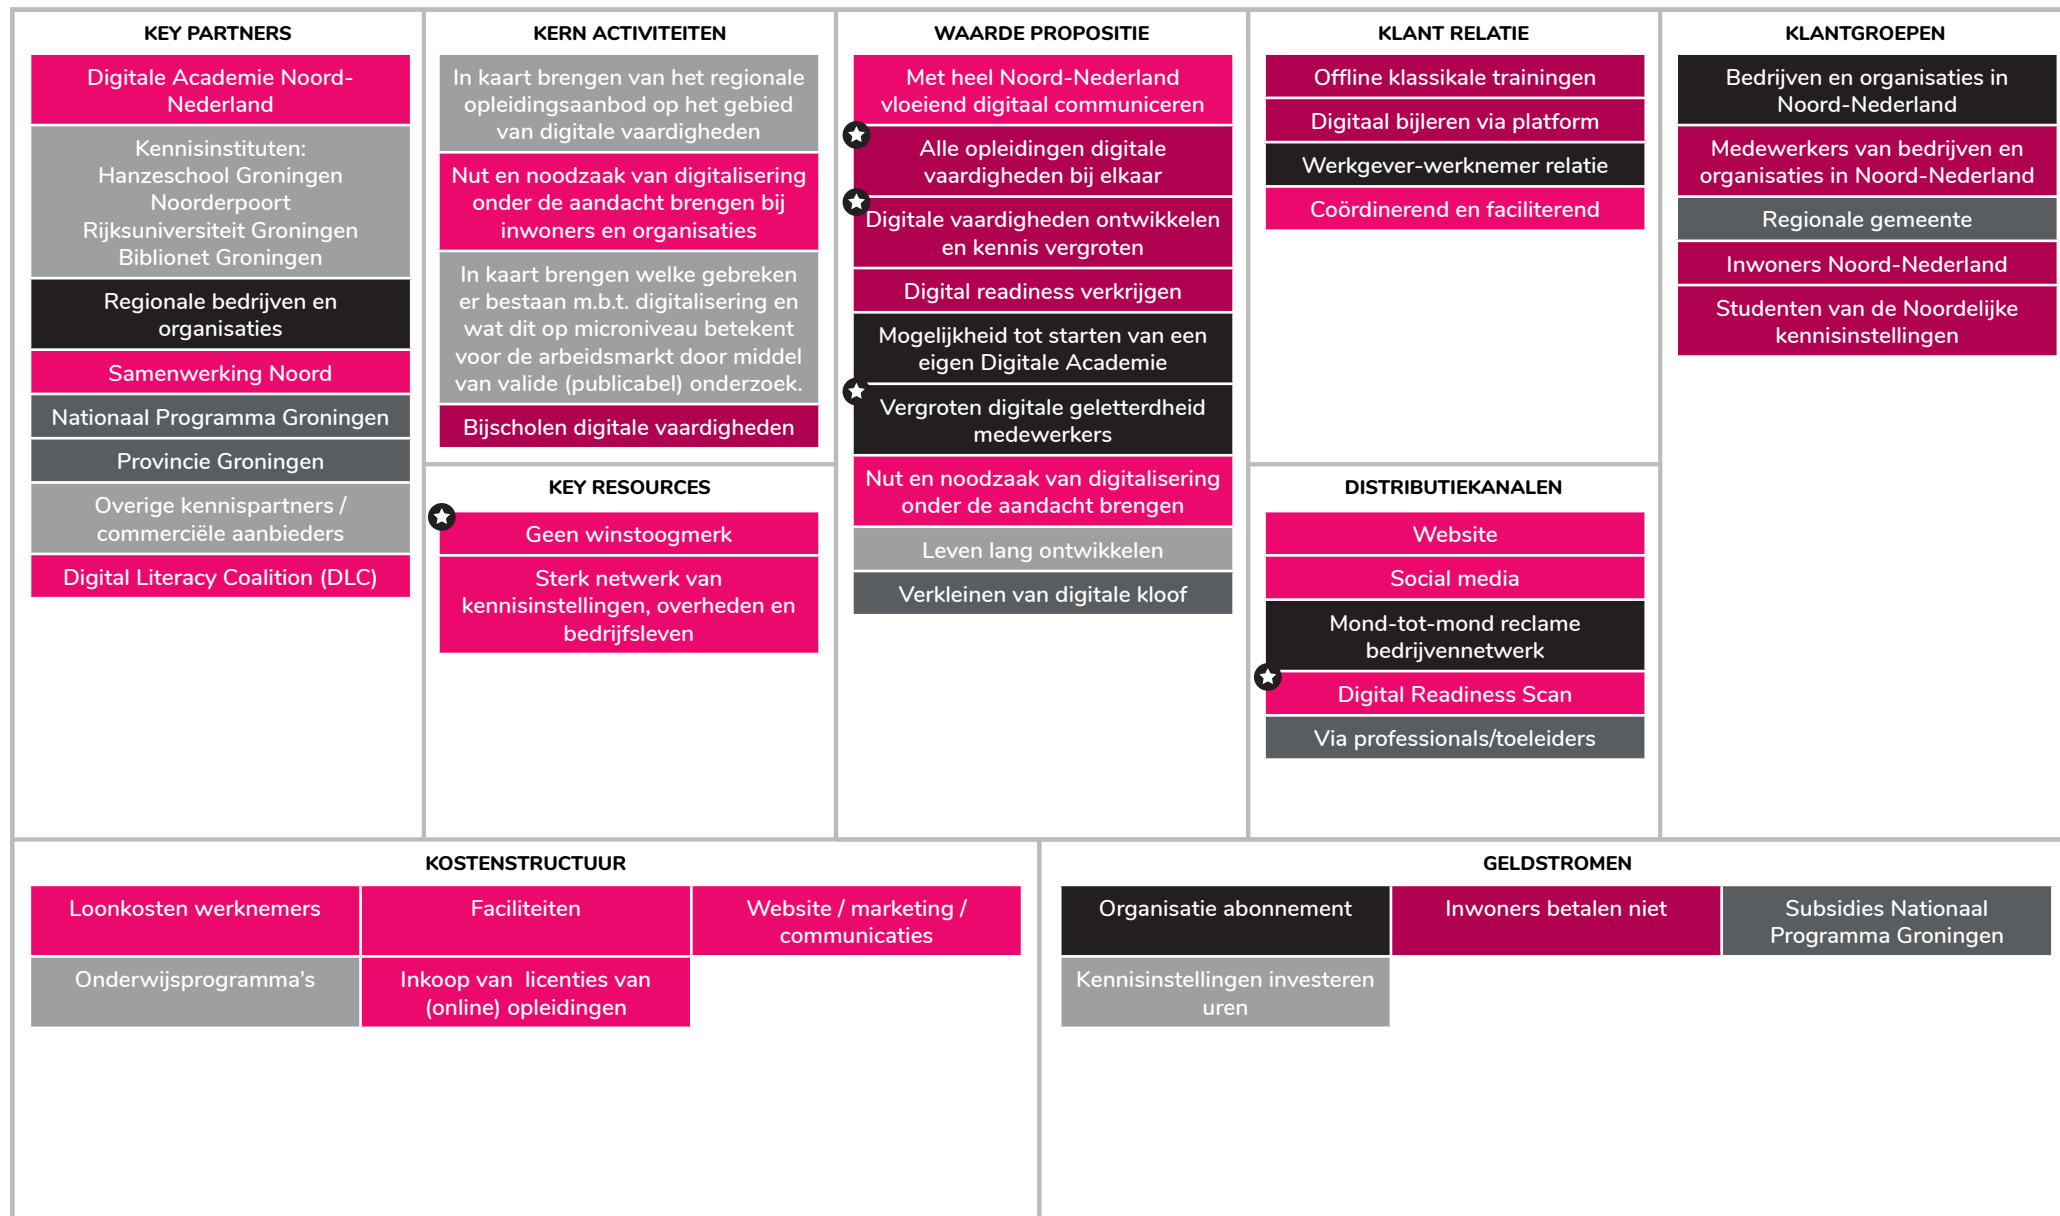 KEY PARTNERS
Digitale Academie Noord-
Nederland
Kennisinstituten:
Hanzeschool Groningen
Noorderpoort
Rijksuniversiteit Groningen
Biblionet Groningen
Regionale bedrijven en
organisaties
Samenwerking Noord
Nationaal Programma Groningen
Provincie Groningen
Overige kennispartners /
commerciële aanbieders
Digital Literacy Coalition (DLC)
KERN ACTIVITEITEN
In kaart brengen van het regionale
opleidingsaanbod op het gebied
van digitale vaardigheden
Nut en noodzaak van digitalisering
onder de aandacht brengen bij
inwoners en organisaties
In kaart brengen welke gebreken
er bestaan m.b.t. digitalisering en
wat dit op microniveau betekent
voor de arbeidsmarkt door middel
van valide (publicabel) onderzoek.
Bijscholen digitale vaardigheden
KEY RESOURCES
Geen winstoogmerk
Sterk netwerk van
kennisinstellingen, overheden en
bedrijfsleven
WAARDE PROPOSITIE
Met heel Noord-Nederland
vloeiend digitaal communiceren
Alle opleidingen digitale
vaardigheden bij elkaar
Digitale vaardigheden ontwikkelen
en kennis vergroten
Digital readiness verkrijgen
Mogelijkheid tot starten van een
eigen Digitale Academie
Vergroten digitale geletterdheid
medewerkers
Nut en noodzaak van digitalisering
onder de aandacht brengen
Leven lang ontwikkelen
Verkleinen van digitale kloof
KLANT RELATIE
Offline klassikale trainingen
Digitaal bijleren via platform
Werkgever-werknemer relatie
Coördinerend en faciliterend
DISTRIBUTIEKANALEN
Website
Social media
Mond-tot-mond reclame
bedrijvennetwerk
Digital Readiness Scan
Via professionals/toeleiders
KLANTGROEPEN
Bedrijven en organisaties in
Noord-Nederland
Medewerkers van bedrijven en
organisaties in Noord-Nederland
Regionale gemeente
Inwoners Noord-Nederland
Studenten van de Noordelijke
kennisinstellingen
KOSTENSTRUCTUUR
Loonkosten werknemers
Faciliteiten
Website / marketing /
communicaties
Onderwijsprogramma's
Inkoop van licenties van
(online) opleidingen
GELDSTROMEN
Organisatie abonnement
Inwoners betalen niet
Subsidies Nationaal
Programma Groningen
Kennisinstellingen investeren
uren